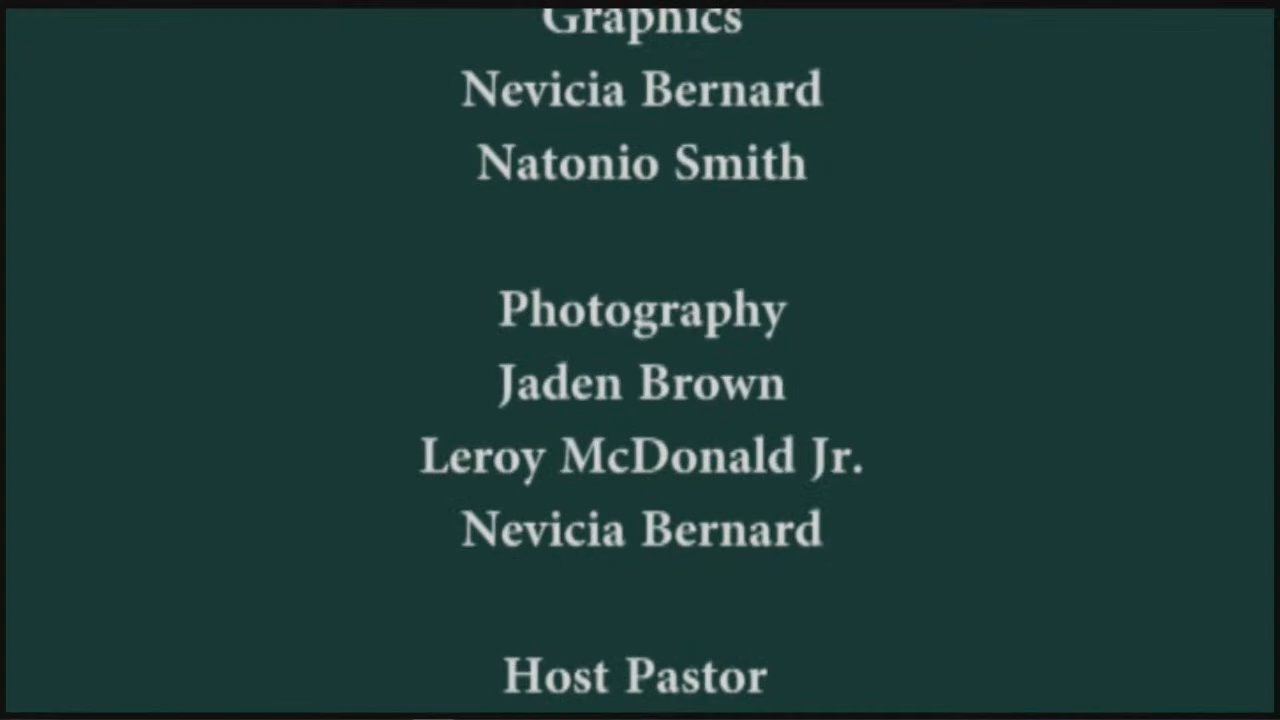 Graphics
Nevicia Bernard
Natonio Smith
Photography
Jaden Brown
Leroy McDonald Jr.
Nevicia Bernard
Host Pastor